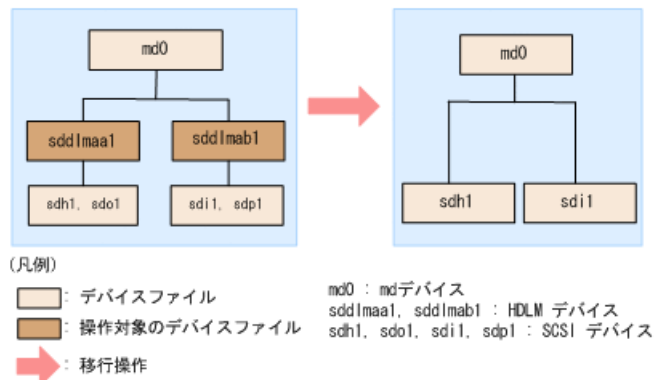 md0
sddlmaa1
sddlmab1
sdh1, sdo1
sdi1, sdp1
md0
sdh1
sdi1
(凡例)
: デバイスファイル
: 操作対象のデバイスファイル
: 移行操作
md0 : mdデバイス
sddlmaa1, sddlmab1 : HDLM デバイス
sdh1, sdo1, sdi1, sdp1 : SCSI デバイス